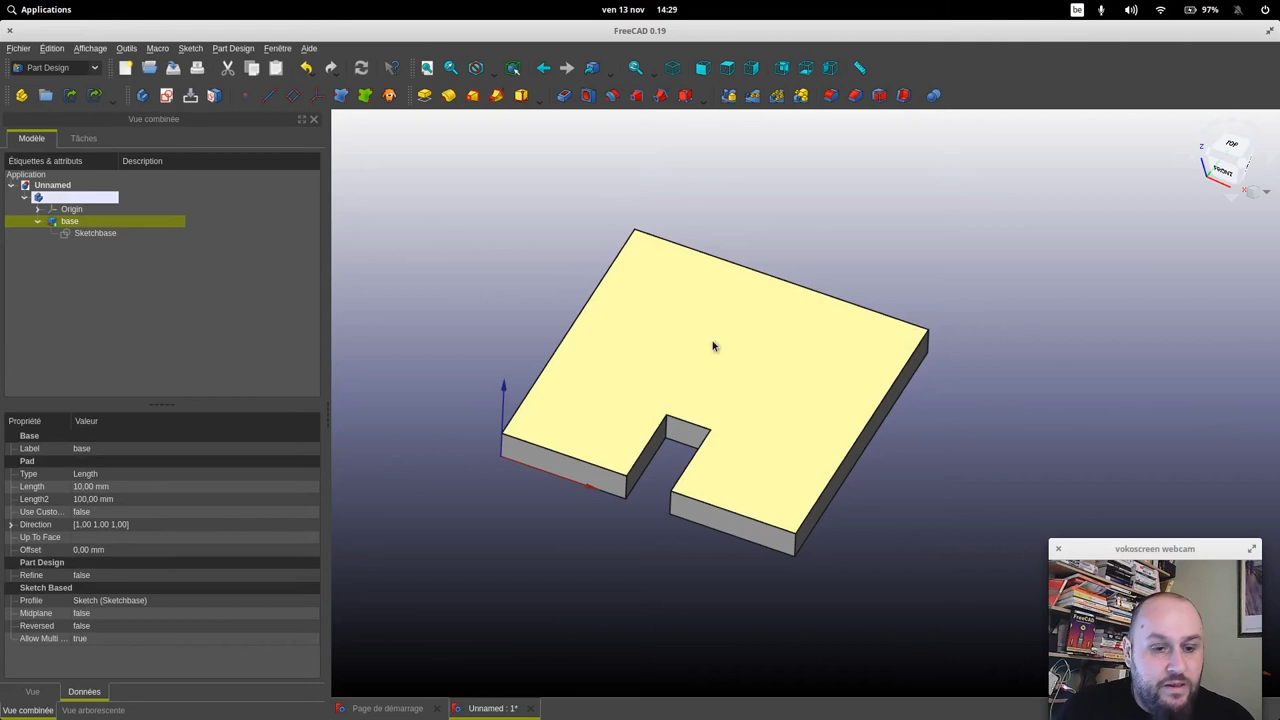 Applications
ven 13 nov 14:29
be
97%
FreeCAD 0.19
Fichier Édition Affichage Outils Macro Sketch Part Design Fenêtre Aide
Part Design
Vue combinée
Modèle Tâches
Étiquettes & attributs Description
Application
Unnamed
Origin
base
Sketchbase
Propriété Valeur
Base
Label base
Pad
Type Length
Length 10,00 mm
Length2 100,00 mm
Use Custo... false
Direction [1,00 1.00 1,00]
Up To Face
Offset 0,00 mm
Part Design
Refine false
Sketch Based
Profile Sketch (Sketchbase)
Midplane false
Reversed false
Allow Multi ... true
Vue Données
Vue combinée Vue arborescente
Page de démarrage Unnamed : 1*
TOP
FRONT
Z
X
vokoscreen webcam
FreeCAD